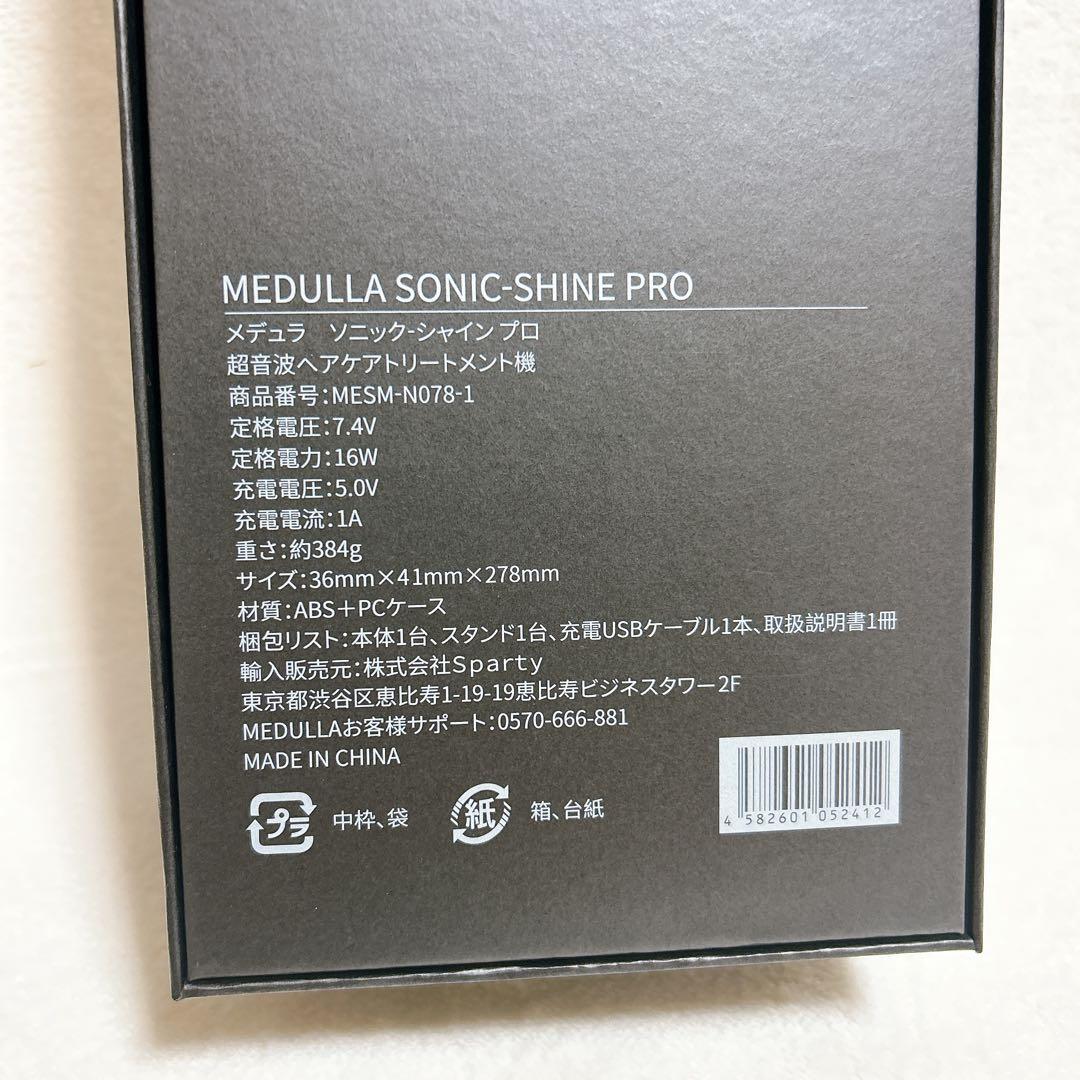 MEDULLA SONIC-SHINE PRO
メデュラ　ソニック-シャイン プロ
超音波ヘアケアトリートメント機
商品番号:MESM-N078-1
定格電圧:7.4V
定格電力:16W
充電電圧:5.0V
充電電流:1A
重さ:約384g
サイズ:36mm×41mm×278mm
材質:ABS＋PCケース
梱包リスト:本体1台、スタンド1台、充電USBケーブル1本、取扱説明書1冊
輸入販売元:株式会社Sparty
東京都渋谷区恵比寿1-19-19恵比寿ビジネスタワー2F
MEDULLAお客様サポート:0570-666-881
MADE IN CHINA
プラ 中枠、袋
紙 箱、台紙
4 582601 052412